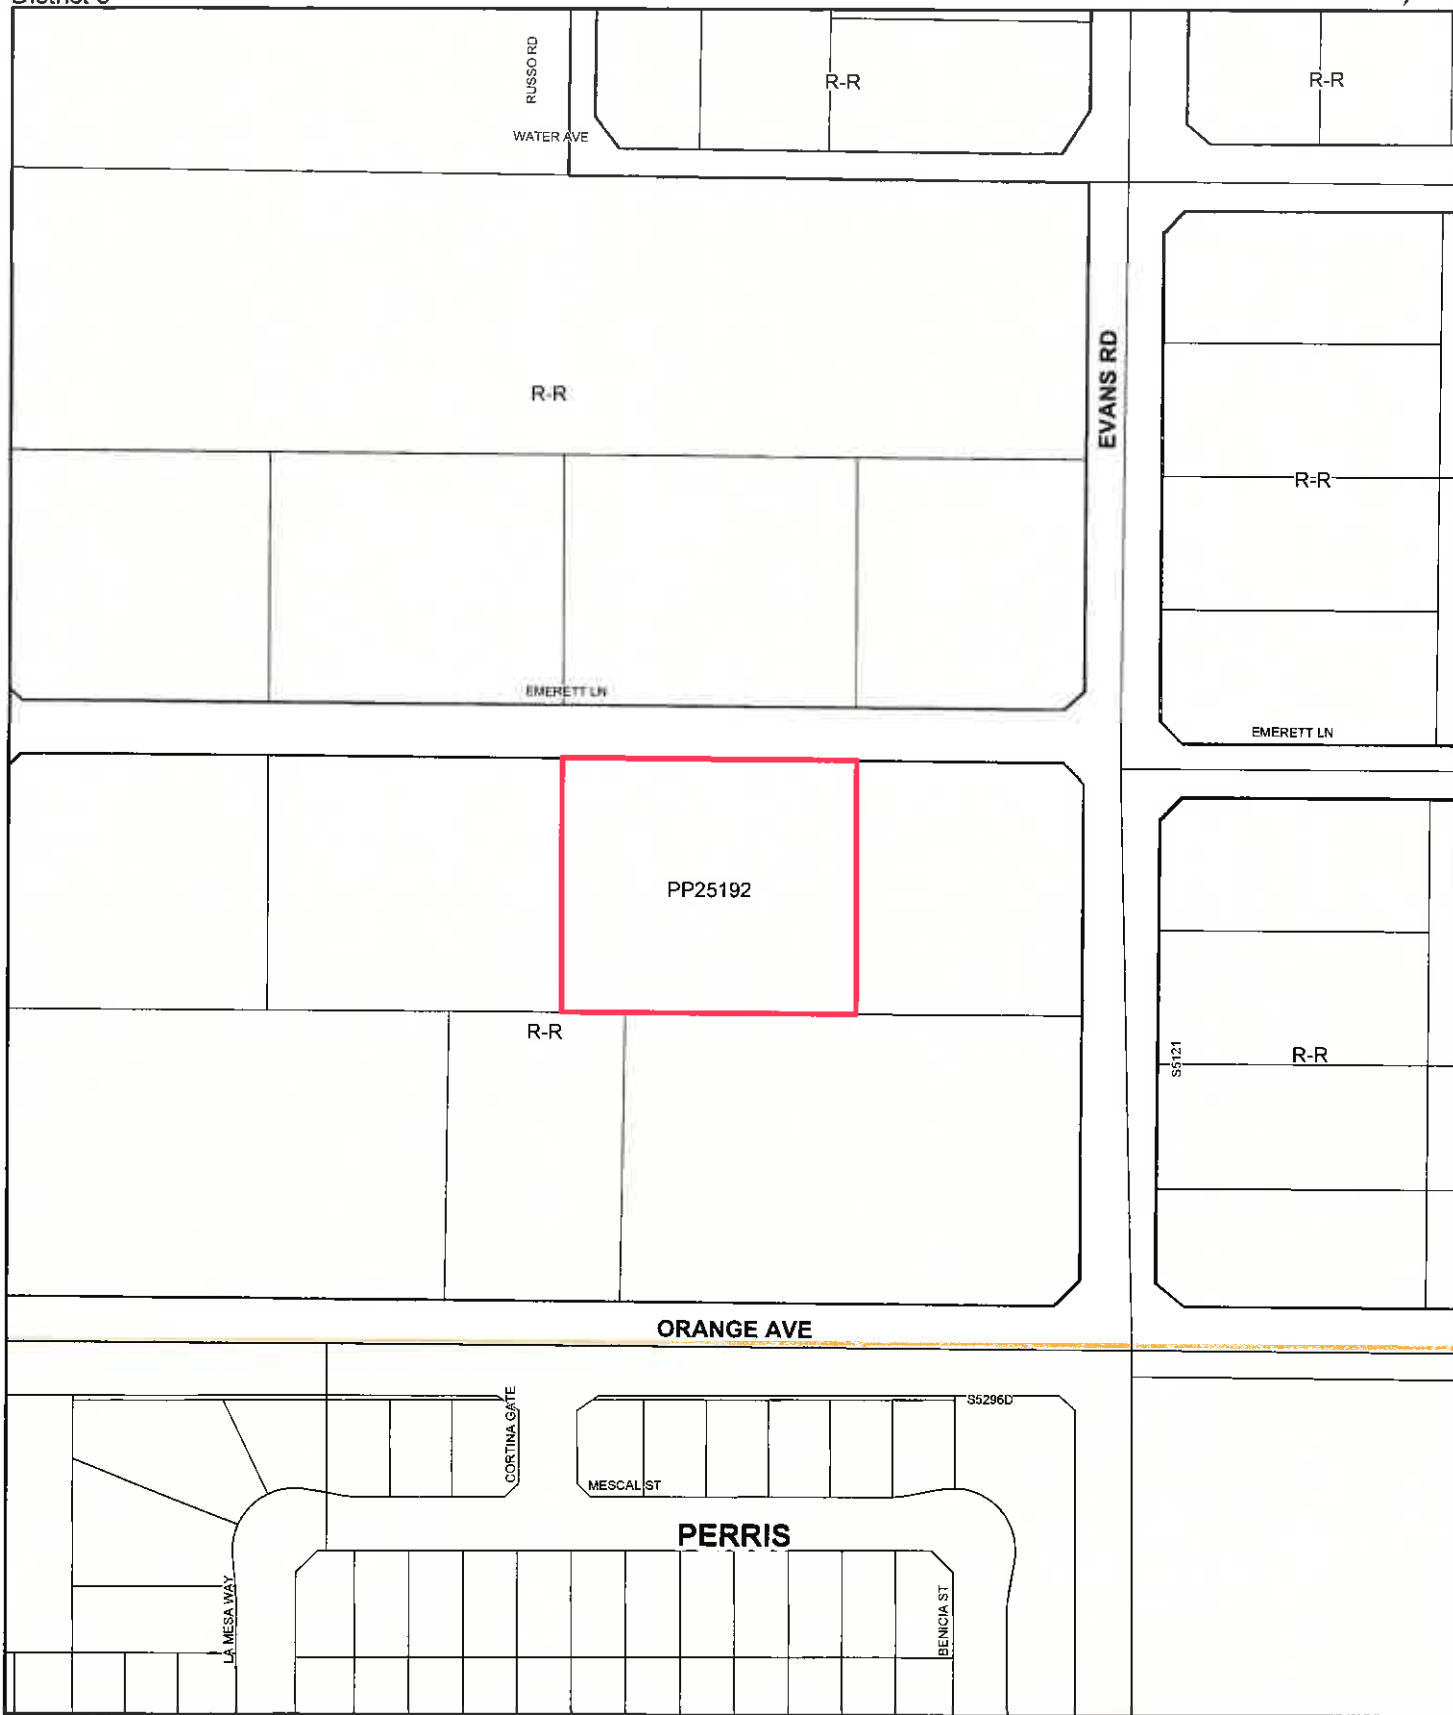 RUSSO RD
R-R
R-R
WATER AVE
EVANS RD
R-R
R-R
EMERETT LN
EMERETT LN
PP25192
R-R
S5121
R-R
ORANGE AVE
CORTINA GATE
S5296D
MESCAL ST
PERRIS
LA MESA WAY
BENICIA ST